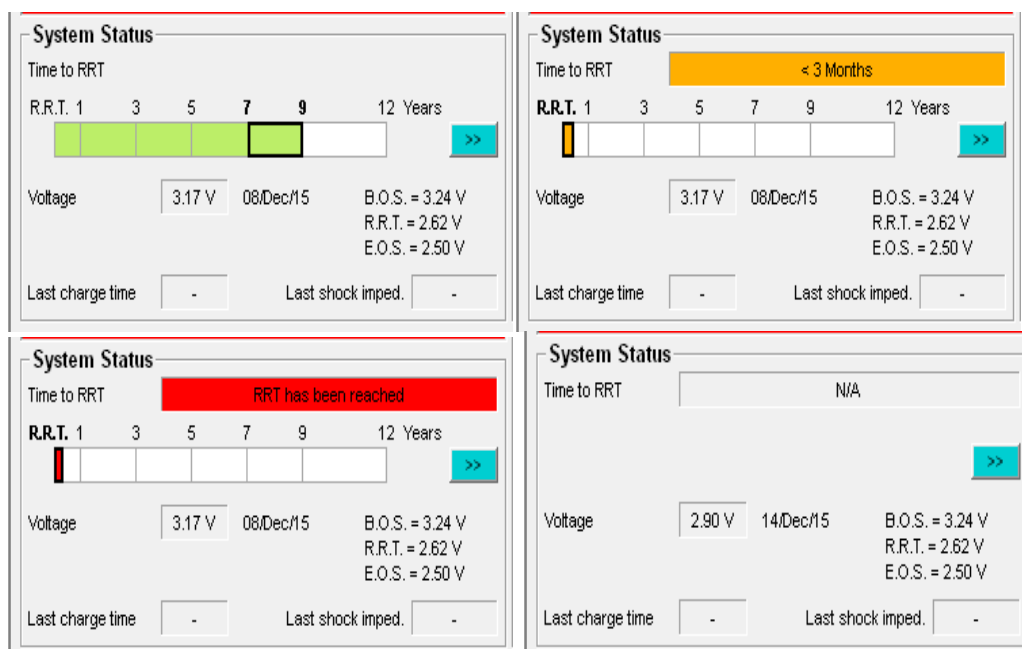 System Status
Time to RRT
R.R.T. 1 3 5 7 9 12 Years
>>
Voltage 3.17 V 08/Dec/15 B.O.S. = 3.24 V
R.R.T. = 2.62 V
E.O.S. = 2.50 V
Last charge time - Last shock imped. -
System Status
Time to RRT < 3 Months
R.R.T. 1 3 5 7 9 12 Years
>>
Voltage 3.17 V 08/Dec/15 B.O.S. = 3.24 V
R.R.T. = 2.62 V
E.O.S. = 2.50 V
Last charge time - Last shock imped. -
System Status
Time to RRT RRT has been reached
R.R.T. 1 3 5 7 9 12 Years
>>
Voltage 3.17 V 08/Dec/15 B.O.S. = 3.24 V
R.R.T. = 2.62 V
E.O.S. = 2.50 V
Last charge time - Last shock imped. -
System Status
Time to RRT N/A
>>
Voltage 2.90 V 14/Dec/15 B.O.S. = 3.24 V
R.R.T. = 2.62 V
E.O.S. = 2.50 V
Last charge time - Last shock imped. -